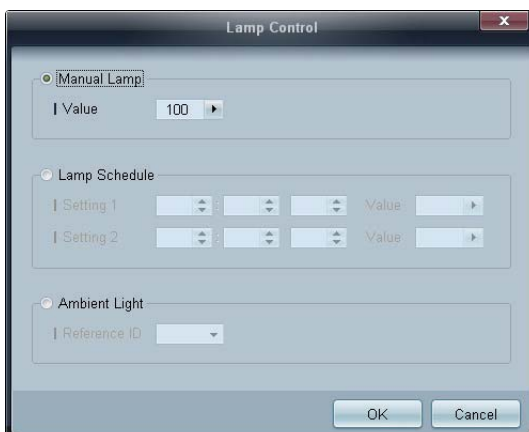 Lamp Control
x
Manual Lamp
Value 100
Lamp Schedule
Setting 1 : : Value
Setting 2 : : Value
Ambient Light
Reference ID
OK Cancel